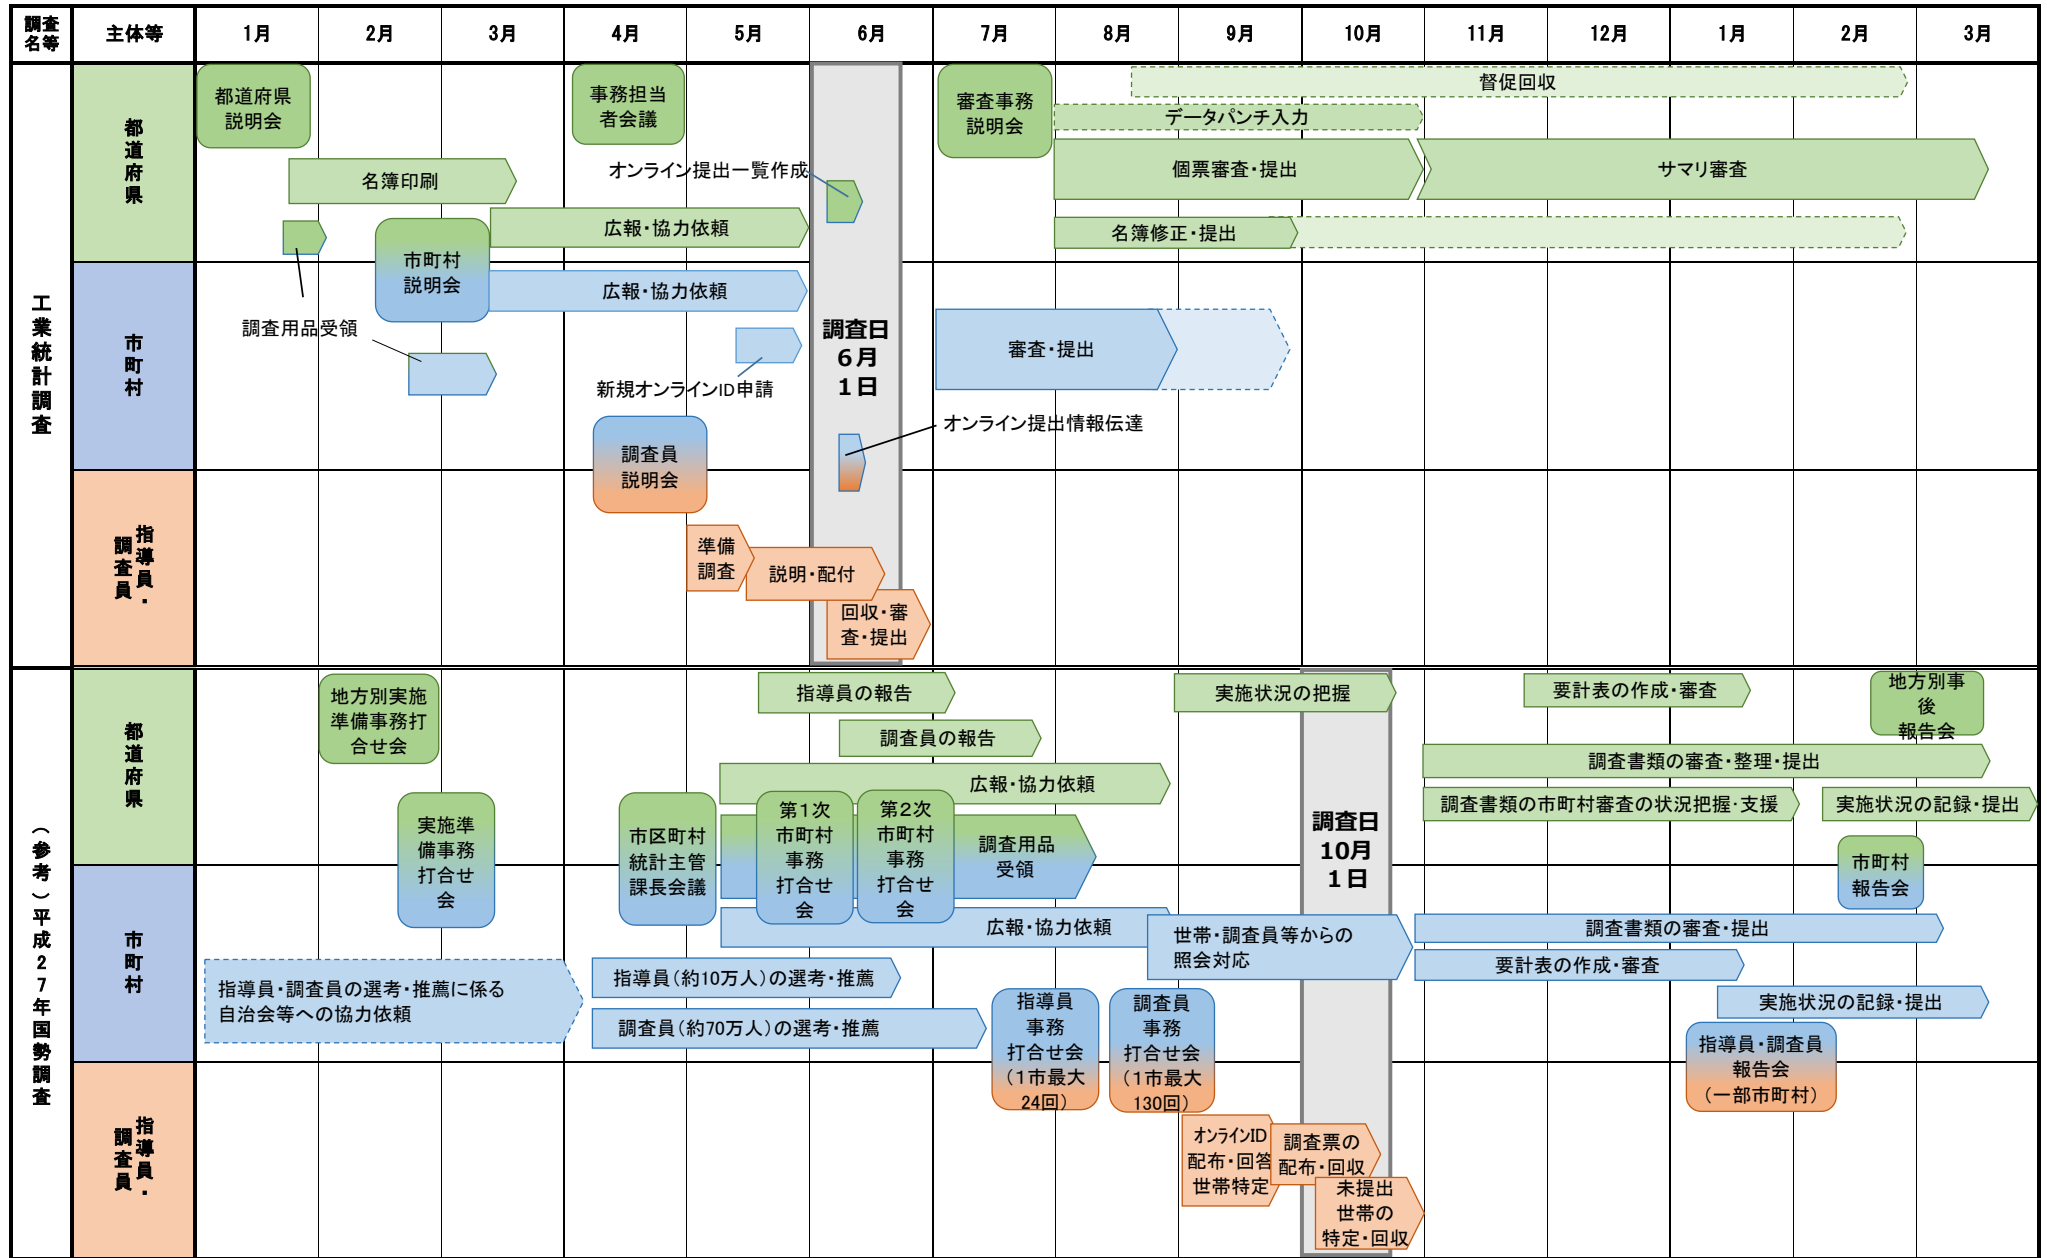 調査
名等
主体等
1月
2月
3月
4月
5月
6月
7月
8月
9月
10月
11月
12月
1月
2月
3月
工業統計調査
都道府県
都道府県
説明会
事務担当
者会議
審査事務
説明会
督促回収
データパンチ入力
名簿印刷
オンライン提出一覧作成
個票審査・提出
サマリ審査
広報・協力依頼
名簿修正・提出
市町村
市町村
説明会
広報・協力依頼
調査用品受領
新規オンラインID申請
調査日
6月
1日
審査・提出
オンライン提出情報伝達
調査員
説明会
指導員・
調査員
準備
調査
説明・配付
回収・審
査・提出
（参考）平成27年国勢調査
都道府県
地方別実施
準備事務打
合せ会
指導員の報告
実施状況の把握
要計表の作成・審査
地方別事
後
報告会
調査員の報告
広報・協力依頼
調査書類の審査・整理・提出
調査書類の市町村審査の状況把握・支援
実施状況の記録・提出
実施準
備事務
打合せ
会
市区町村
統計主管
課長会議
第1次
市町村
事務
打合せ
会
第2次
市町村
事務
打合せ
会
調査用品
受領
調査日
10月
1日
市町村
報告会
市町村
広報・協力依頼
世帯・調査員等からの
照会対応
調査書類の審査・提出
要計表の作成・審査
指導員・調査員の選考・推薦に係る
自治会等への協力依頼
指導員（約10万人）の選考・推薦
調査員（約70万人）の選考・推薦
指導員
事務
打合せ会
（1市最大
24回）
調査員
事務
打合せ会
（1市最大
130回）
実施状況の記録・提出
指導員・調査員
報告会
（一部市町村）
指導員・
調査員
オンラインID
配布・回答
世帯特定
調査票の
配布・回収
未提出
世帯の
特定・回収